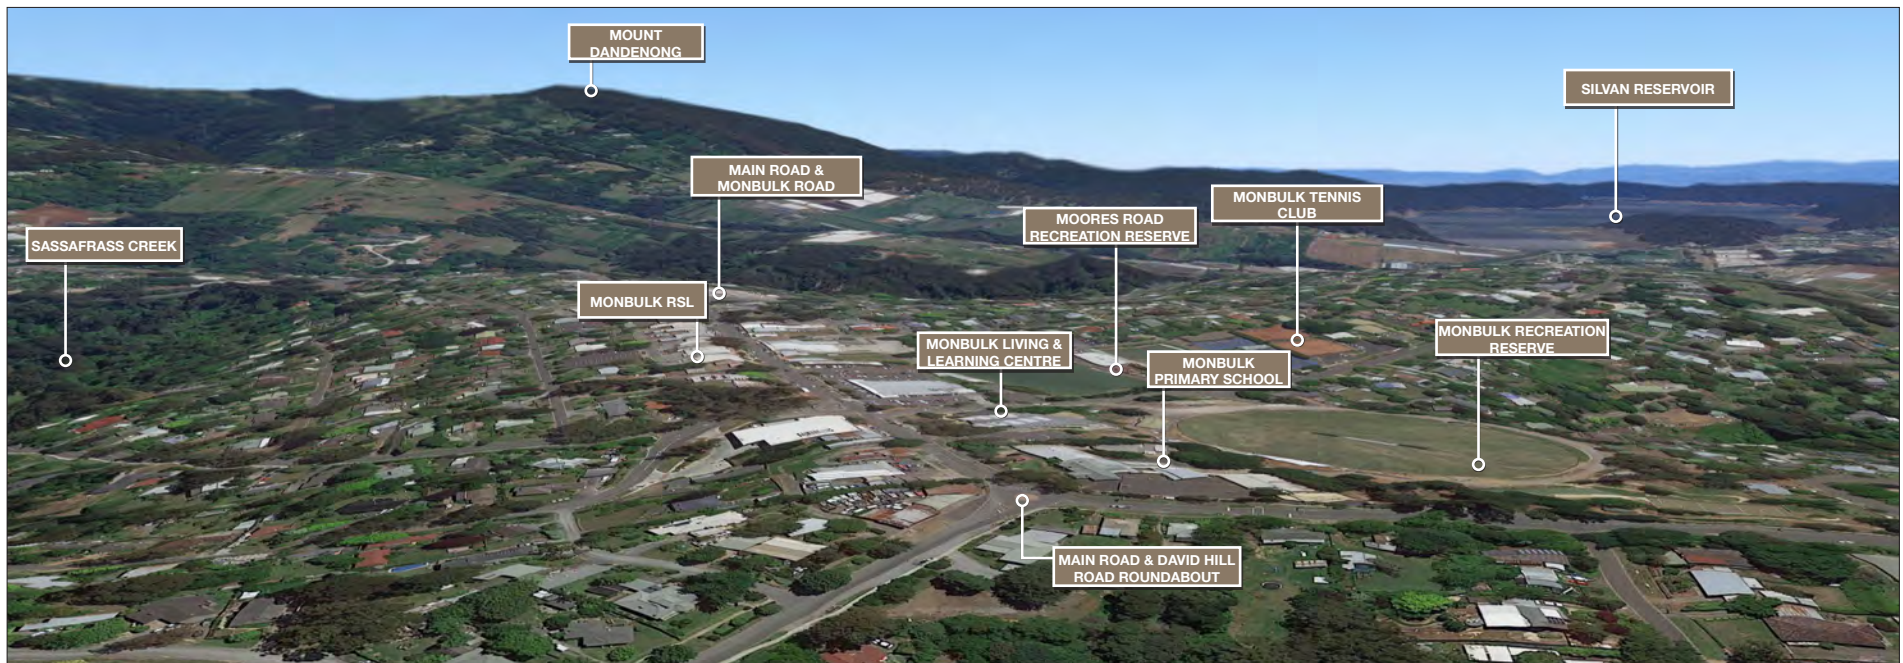 MOUNT
DANDENONG
SILVAN RESERVOIR
MAIN ROAD &
MONBULK ROAD
MONBULK TENNIS
CLUB
MOORES ROAD
RECREATION RESERVE
SASSAFRASS CREEK
MONBULK RSL
MONBULK LIVING &
LEARNING CENTRE
MONBULK RECREATION
RESERVE
MONBULK
PRIMARY SCHOOL
MAIN ROAD & DAVID HILL
ROAD ROUNDABOUT